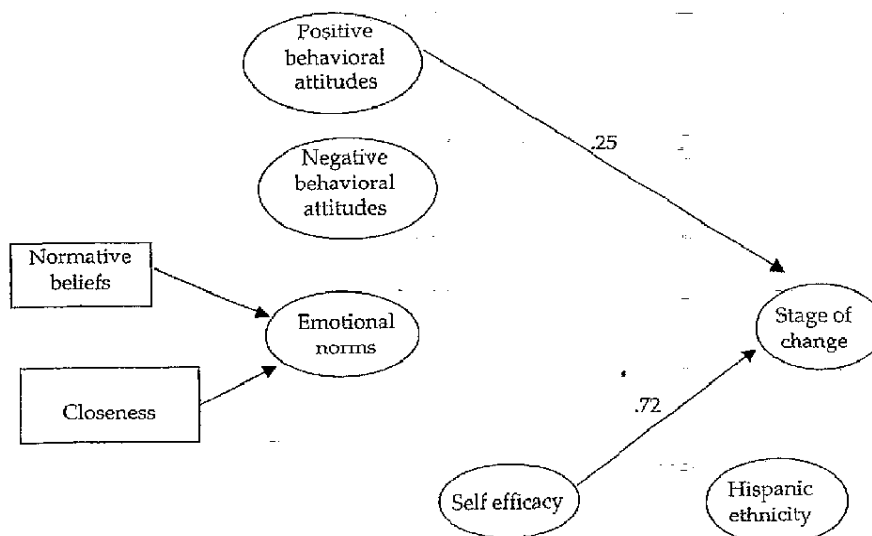 Positive
behavioral
attitudes
.25
Negative
behavioral
attitudes
Normative
beliefs
Emotional
norms
Stage of
change
Closeness
.72
Self efficacy
Hispanic
ethnicity